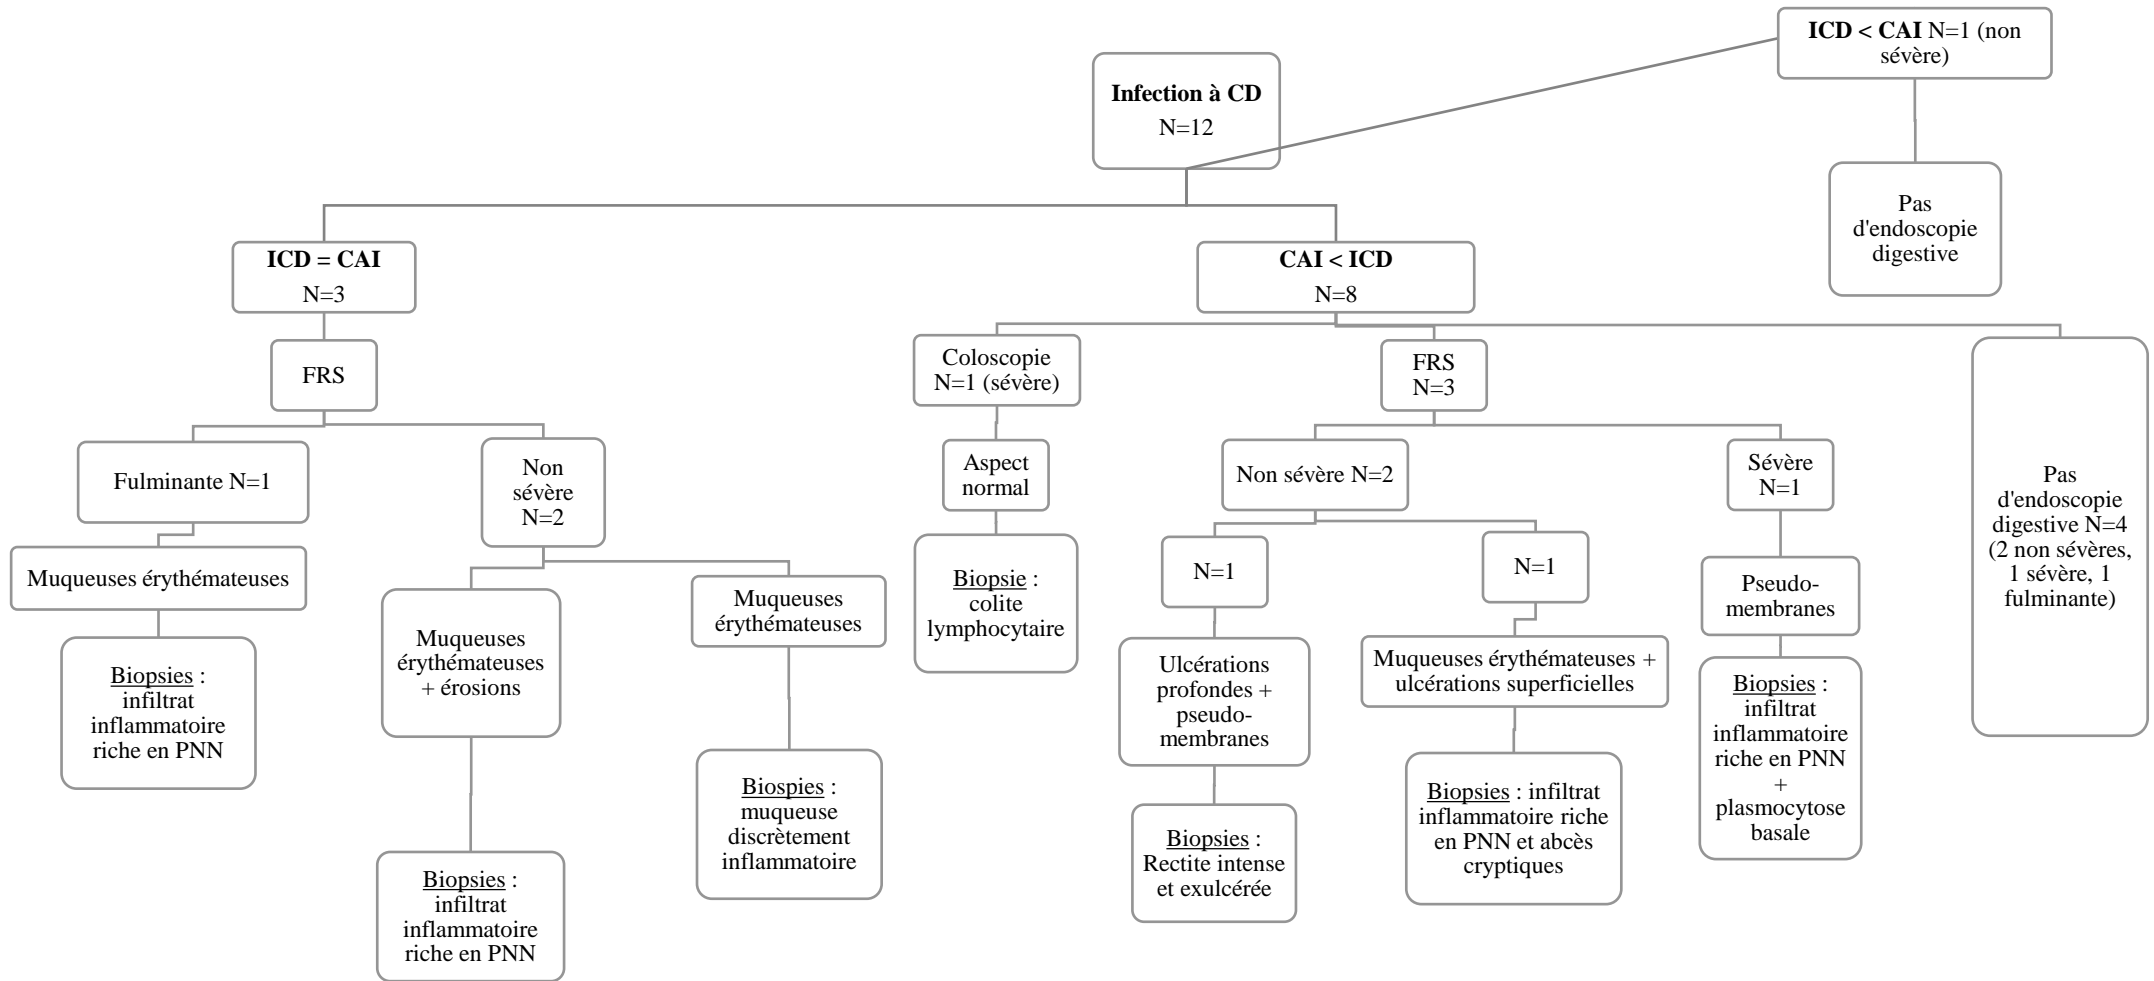 ICD < CAI N=1 (non
sévère)
Infection à CD
N=12
Pas
d'endoscopie
digestive
ICD = CAI
N=3
CAI < ICD
N=8
FRS
Coloscopie
N=1 (sévère)
FRS
N=3
Pas
d'endoscopie
digestive N=4
(2 non sévères,
1 sévère, 1
fulminante)
Fulminante N=1
Non
sévère
N=2
Aspect
normal
Non sévère N=2
Sévère
N=1
Muqueuses érythémateuses
Muqueuses
érythémateuses
+ érosions
Muqueuses
érythémateuses
Biopsie :
colite
lymphocytaire
N=1
N=1
Pseudo-
membranes
Biopsies :
infiltrat
inflammatoire
riche en PNN
Ulcérations
profondes +
pseudo-
membranes
Muqueuses érythémateuses +
ulcérations superficielles
Biopsies :
infiltrat
inflammatoire
riche en PNN
+
plasmocytose
basale
Biopsies :
infiltrat
inflammatoire
riche en PNN
Biospies :
muqueuse
discrètement
inflammatoire
Biopsies :
Rectite intense
et exulcérée
Biopsies : infiltrat
inflammatoire riche
en PNN et abcès
cryptiques